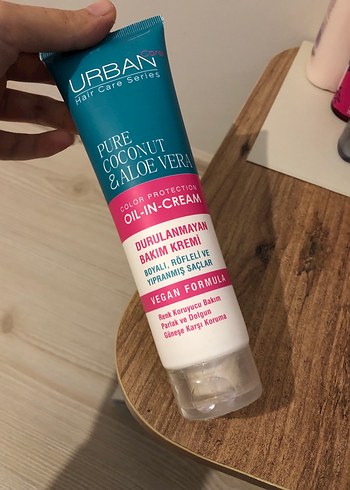 URBAN Care
Hair Care Series
PURE
COCONUT
& ALOE VERA
COLOR PROTECTION
OIL-IN-CREAM
DURULANMAYAN
BAKIM KREMİ
BOYALI, RÖFLELİ VE
YIPRANMIŞ SAÇLAR
VEGAN FORMULA
Renk Koruyucu Bakım
Parlak ve Dolgun
Güneşe Karşı Koruma